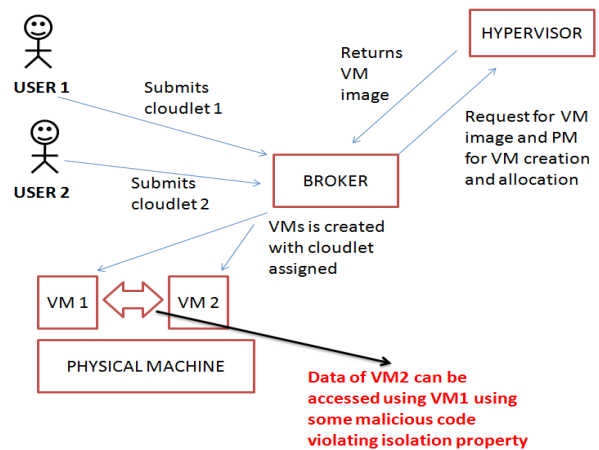 HYPERVISOR
Returns
VM
image
USER 1
Submits
cloudlet 1
Request for VM
image and PM
for VM creation
and allocation
USER 2
Submits
cloudlet 2
BROKER
VMs is created
with cloudlet
assigned
VM 1
VM 2
PHYSICAL MACHINE
Data of VM2 can be
accessed using VM1 using
some malicious code
violating isolation property